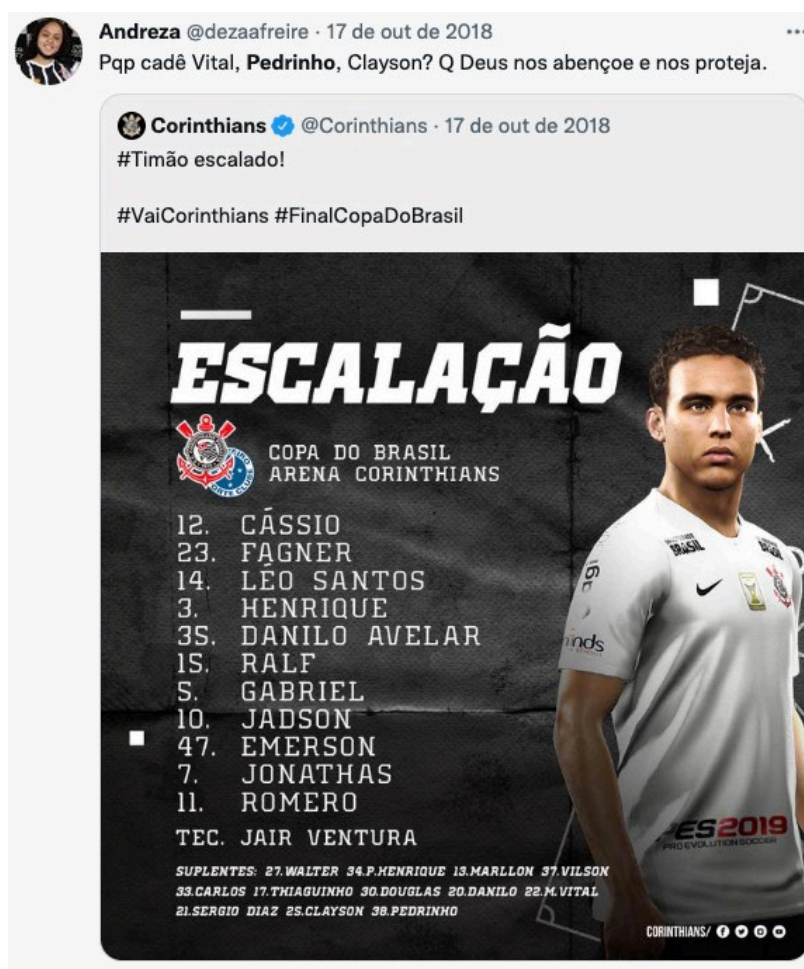 Andreza @dezaafreire · 17 de out de 2018
Pqp cadê Vital, Pedrinho, Clayson? Q Deus nos abençoe e nos proteja.
Corinthians @Corinthians · 17 de out de 2018
#Timão escalado!
#VaiCorinthians #FinalCopaDoBrasil
ESCALAÇÃO
COPA DO BRASIL
ARENA CORINTHIANS
12. CÁSSIO
23. FAGNER
14. LÉO SANTOS
3. HENRIQUE
35. DANILO AVELAR
15. RALF
5. GABRIEL
10. JADSON
47. EMERSON
7. JONATHAS
11. ROMERO
TEC. JAIR VENTURA
SUPLENTES: 27.WALTER 34.P.HENRIQUE 13.MARLLON 37.VILSON
33.CARLOS 17.THIAGUINHO 30.DOUGLAS 20.DANILO 22.M.VITAL
21.SERGIO DIAZ 25.CLAYSON 38.PEDRINHO
BRASIL
PES2019
PRO EVOLUTION SOCCER
CORINTHIANS/